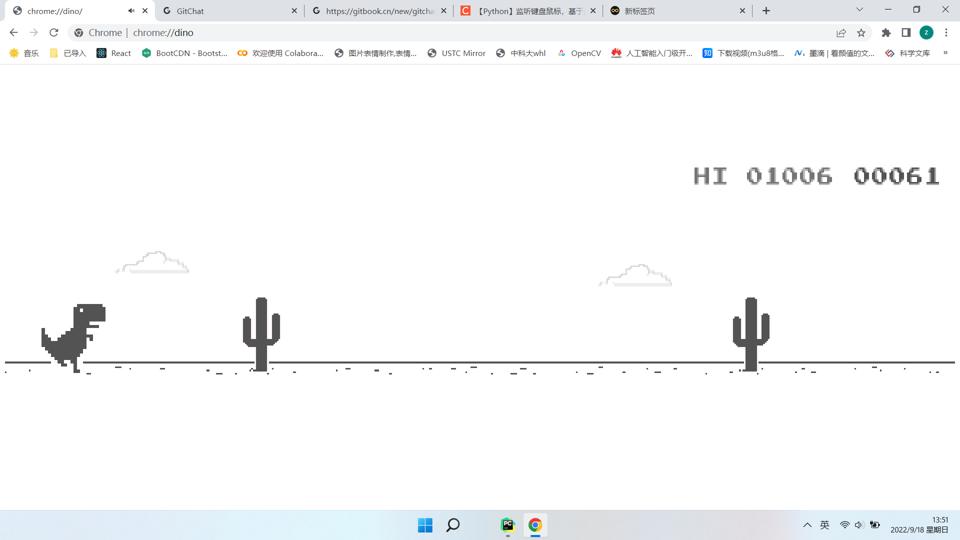 chrome://dino/
GitChat
https://gitbook.cn/new/gitcha
【Python】监听键盘鼠标，基于
新标签页
Chrome | chrome://dino
音乐
已导入
React
BootCDN - Bootst...
欢迎使用 Colabora...
图片表情制作,表情...
USTC Mirror
中科大whl
OpenCV
人工智能入门极开...
下载视频(m3u8格...
墨滴 | 看颜值的文...
科学文库
»
HI 01006 00061
英
13:51
2022/9/18 星期日